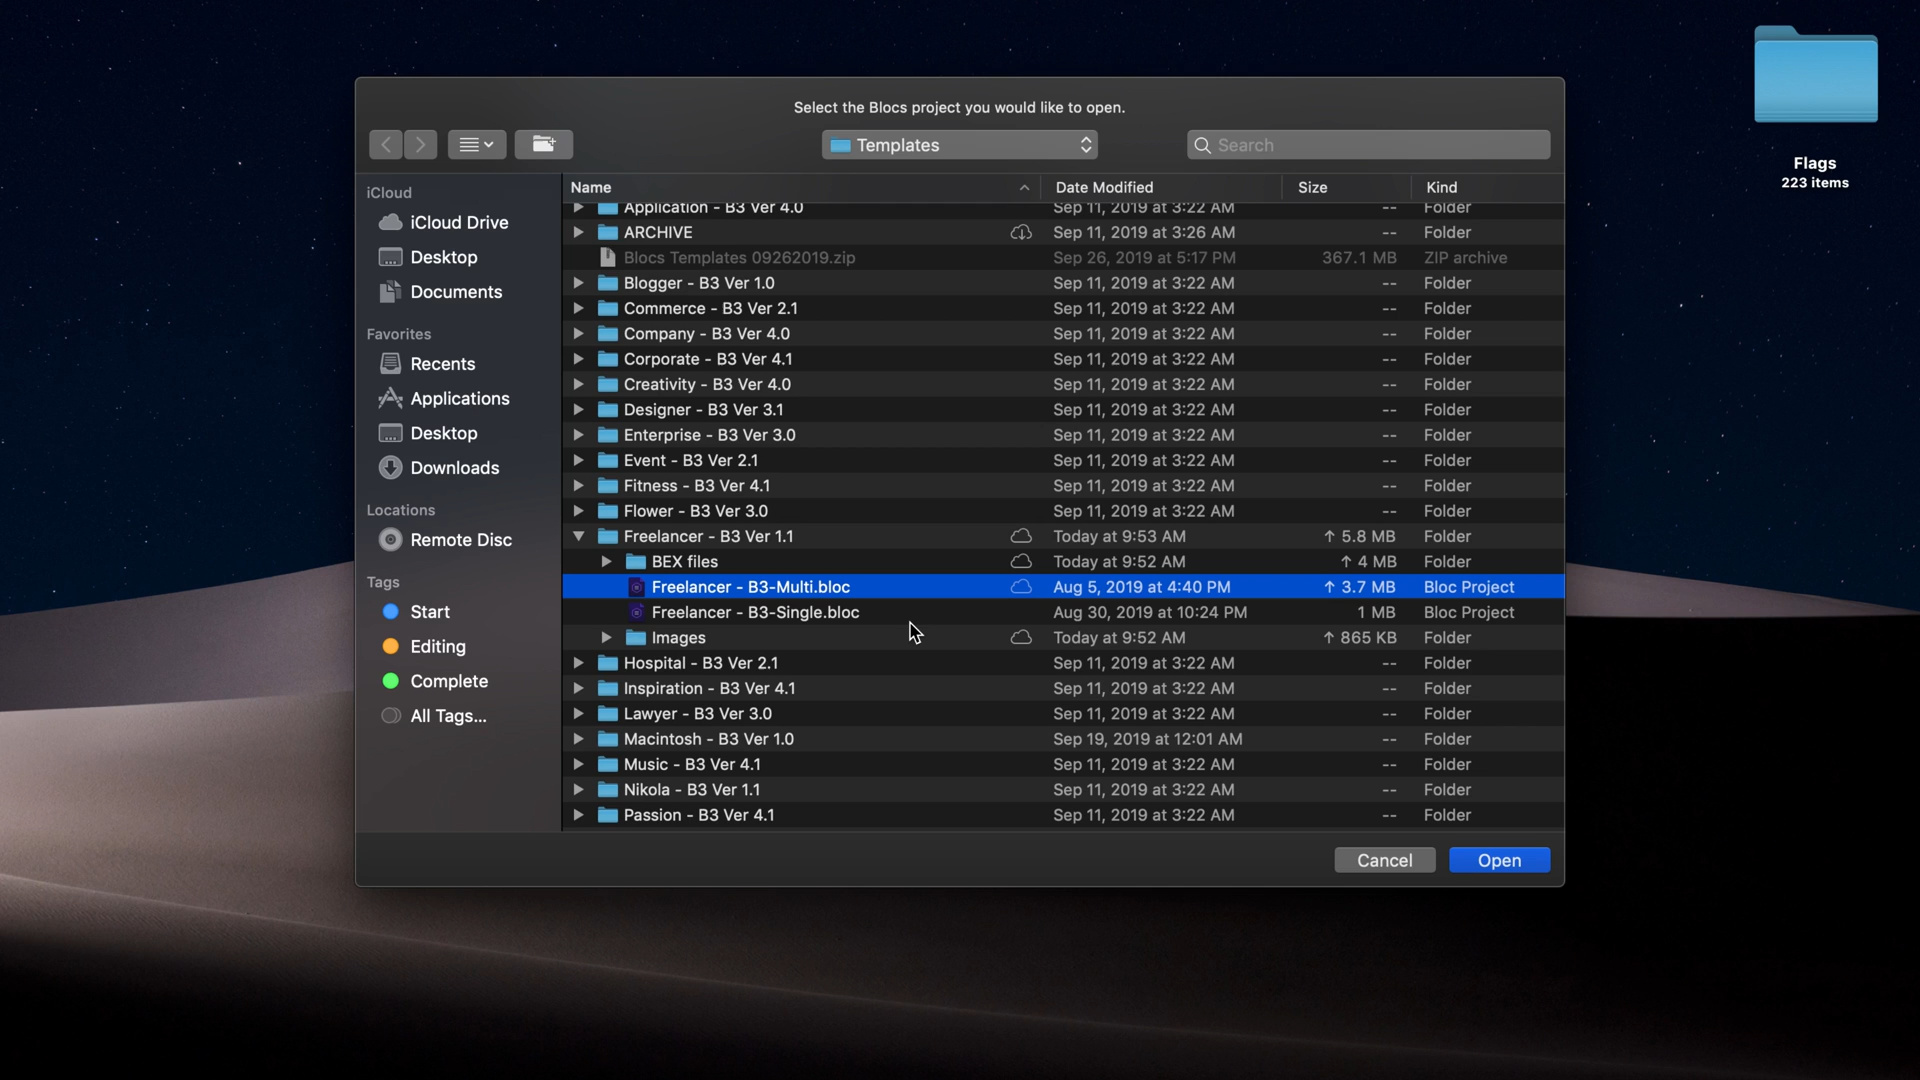 Flags
223 items
Select the Blocs project you would like to open.
Templates
Search
iCloud
iCloud Drive
Desktop
Documents
Favorites
Recents
Applications
Desktop
Downloads
Locations
Remote Disc
Tags
Start
Editing
Complete
All Tags...
Name Date Modified Size Kind
Application - B3 Ver 4.0 Sep 11, 2019 at 3:22 AM -- Folder
ARCHIVE Sep 11, 2019 at 3:26 AM -- Folder
Blocs Templates 09262019.zip Sep 26, 2019 at 5:17 PM 367.1 MB ZIP archive
Blogger - B3 Ver 1.0 Sep 11, 2019 at 3:22 AM -- Folder
Commerce - B3 Ver 2.1 Sep 11, 2019 at 3:22 AM -- Folder
Company - B3 Ver 4.0 Sep 11, 2019 at 3:22 AM -- Folder
Corporate - B3 Ver 4.1 Sep 11, 2019 at 3:22 AM -- Folder
Creativity - B3 Ver 4.0 Sep 11, 2019 at 3:22 AM -- Folder
Designer - B3 Ver 3.1 Sep 11, 2019 at 3:22 AM -- Folder
Enterprise - B3 Ver 3.0 Sep 11, 2019 at 3:22 AM -- Folder
Event - B3 Ver 2.1 Sep 11, 2019 at 3:22 AM -- Folder
Fitness - B3 Ver 4.1 Sep 11, 2019 at 3:22 AM -- Folder
Flower - B3 Ver 3.0 Sep 11, 2019 at 3:22 AM -- Folder
Freelancer - B3 Ver 1.1 Today at 9:53 AM ↑ 5.8 MB Folder
BEX files Today at 9:52 AM ↑ 4 MB Folder
Freelancer - B3-Multi.bloc Aug 5, 2019 at 4:40 PM ↑ 3.7 MB Bloc Project
Freelancer - B3-Single.bloc Aug 30, 2019 at 10:24 PM 1 MB Bloc Project
Images Today at 9:52 AM ↑ 865 KB Folder
Hospital - B3 Ver 2.1 Sep 11, 2019 at 3:22 AM -- Folder
Inspiration - B3 Ver 4.1 Sep 11, 2019 at 3:22 AM -- Folder
Lawyer - B3 Ver 3.0 Sep 11, 2019 at 3:22 AM -- Folder
Macintosh - B3 Ver 1.0 Sep 19, 2019 at 12:01 AM -- Folder
Music - B3 Ver 4.1 Sep 11, 2019 at 3:22 AM -- Folder
Nikola - B3 Ver 1.1 Sep 11, 2019 at 3:22 AM -- Folder
Passion - B3 Ver 4.1 Sep 11, 2019 at 3:22 AM -- Folder
Cancel
Open